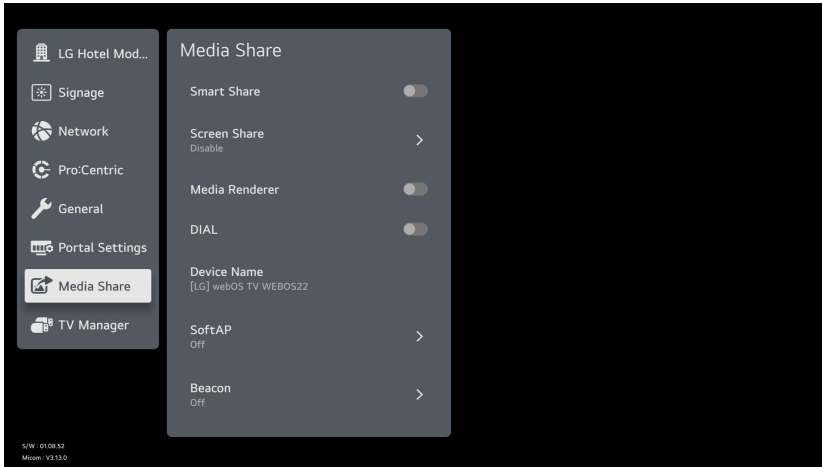 LG Hotel Mod...
Signage
Network
Pro:Centric
General
Portal Settings
Media Share
TV Manager
Media Share
Smart Share
Screen Share
Disable
Media Renderer
DIAL
Device Name
[LG] webOS TV WEBOS22
SoftAP
Off
Beacon
Off
S/W : 01.08.52
Micom : V3.13.0